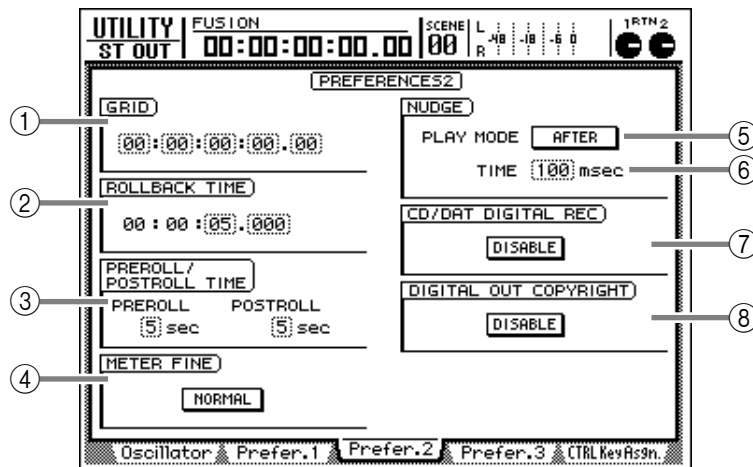 UTILITY FUSION SCENE L -48 -18 -6 0 1 RTN 2
ST OUT 00:00:00:00.00 00 R
PREFERENCES2
GRID
① 00:00:00:00.00
ROLLBACK TIME
② 00:00:05.000
PREROLL/
POSTROLL TIME
③ PREROLL POSTROLL
5 sec 5 sec
METER FINE
④ NORMAL
NUDGE
PLAY MODE AFTER ⑤
TIME 100 msec ⑥
CD/DAT DIGITAL REC
DISABLE ⑦
DIGITAL OUT COPYRIGHT
DISABLE ⑧
Oscillator Prefer.1 Prefer.2 Prefer.3 CTRL KeyAsgn.